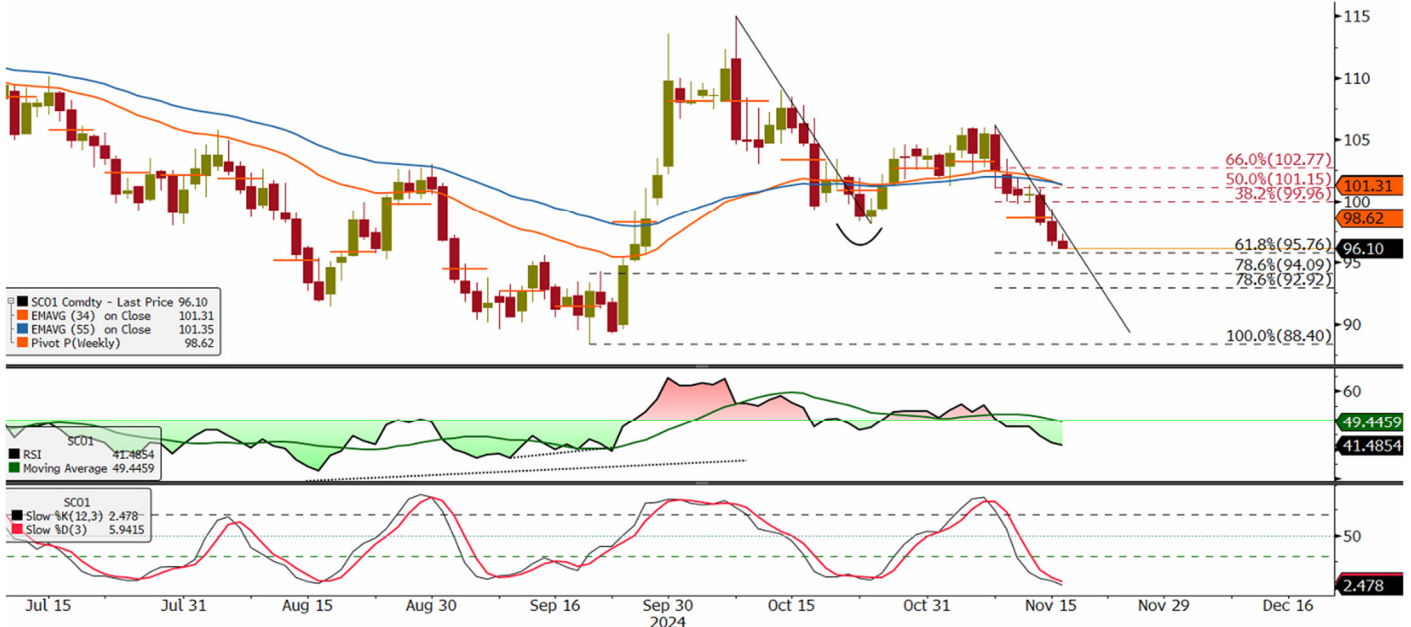 115
110
105
100
95
90
66.0%(102.77)
50.0%(101.15)
38.2%(99.96)
61.8%(95.76)
78.6%(94.09)
78.6%(92.92)
100.0%(88.40)
101.31
98.62
96.10
SCO1 Comdty - Last Price 96.10
EMAVG (34) on Close 101.31
EMAVG (55) on Close 101.35
Pivot P(Weekly) 98.62
60
49.4459
41.4854
SCO1
RSI 41.4854
Moving Average 49.4459
SCO1
Slow %K(12,3) 2.478
Slow %D(3) 5.9415
50
2.478
Jul 15 Jul 31 Aug 15 Aug 30 Sep 16 Sep 30 Oct 15 Oct 31 Nov 15 Nov 29 Dec 16
2024